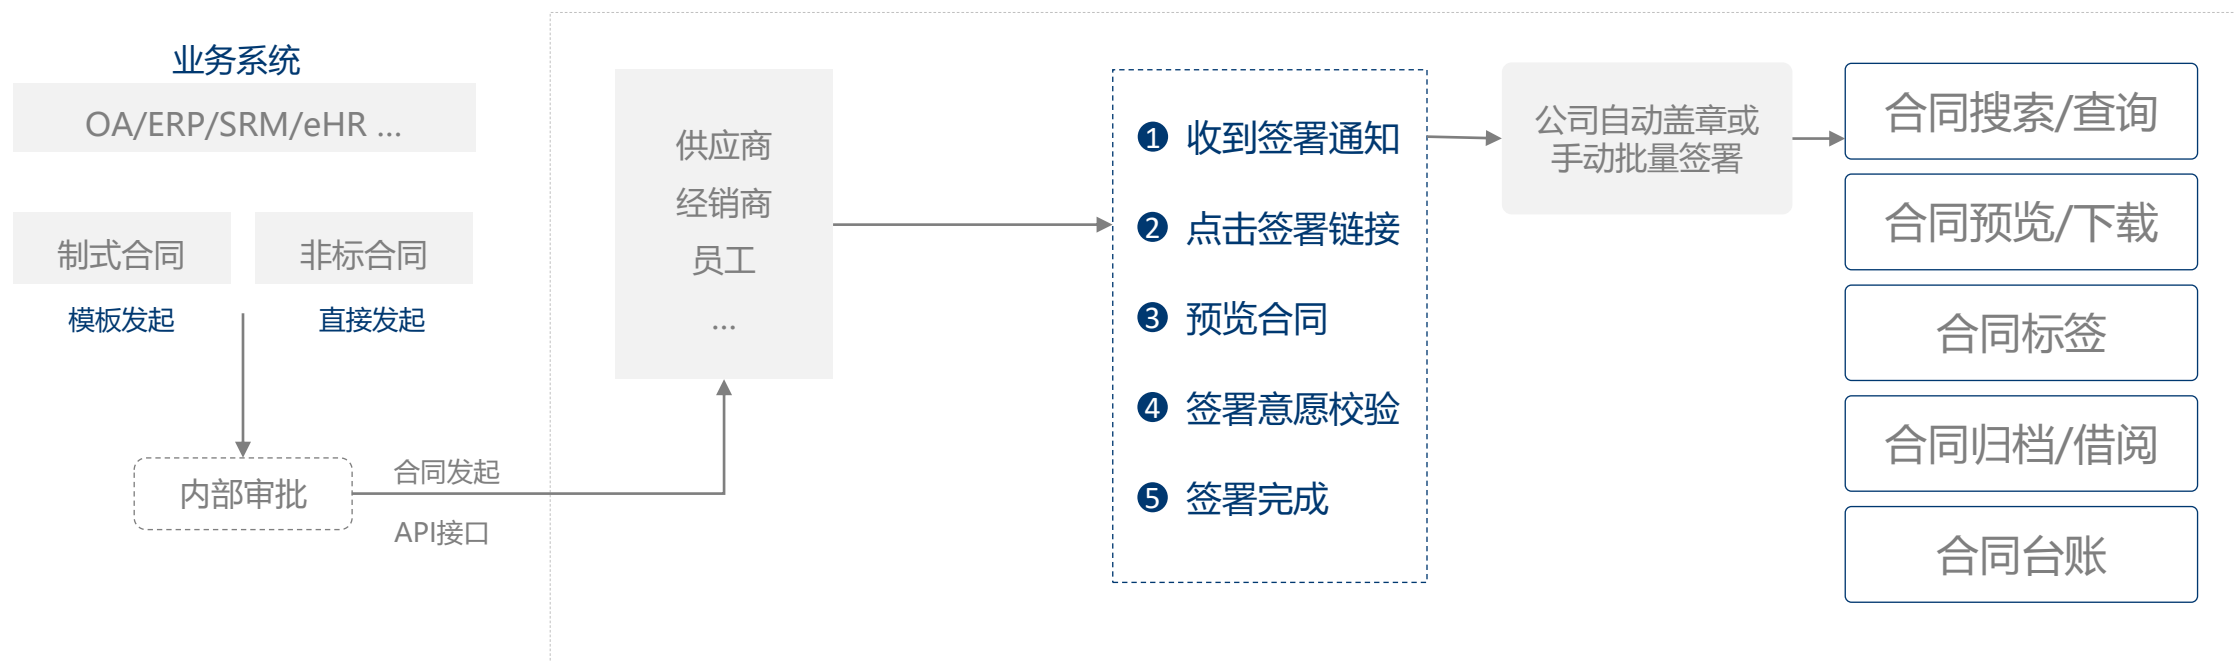 业务系统
OA/ERP/SRM/eHR ...
制式合同
非标合同
模板发起
直接发起
内部审批
合同发起
API接口
供应商
经销商
员工
...
❶ 收到签署通知
❷ 点击签署链接
❸ 预览合同
❹ 签署意愿校验
❺ 签署完成
公司自动盖章或
手动批量签署
合同搜索/查询
合同预览/下载
合同标签
合同归档/借阅
合同台账